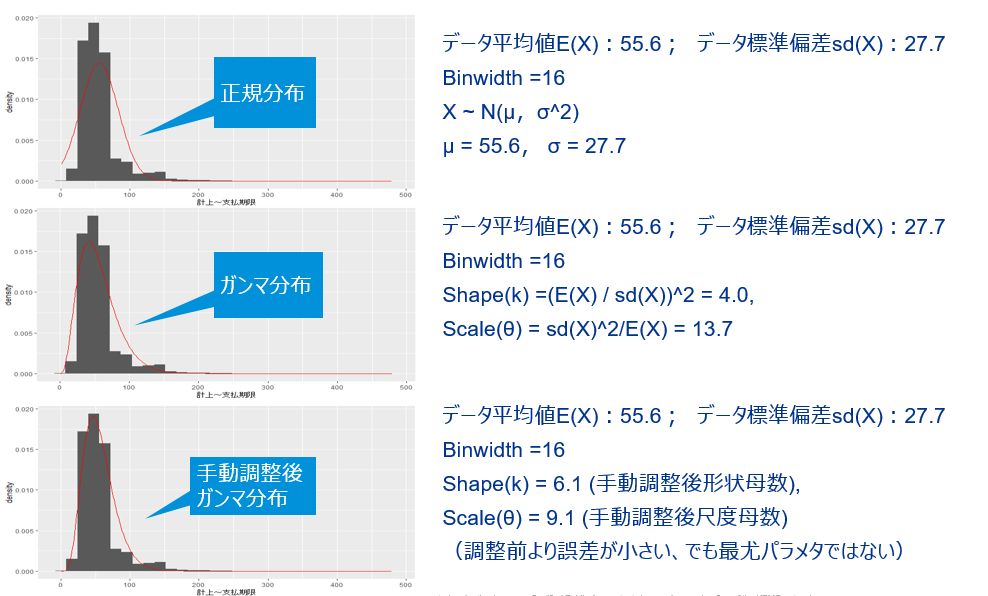 データ平均値E(X)：55.6； データ標準偏差sd(X)：27.7
Binwidth =16
X ~ N(μ, σ^2)
μ = 55.6, σ = 27.7
0.020
0.015
0.010
0.005
0.000
density
正規分布
0 100 200 300 400 500
計上～支払期限
データ平均値E(X)：55.6； データ標準偏差sd(X)：27.7
Binwidth =16
Shape(k) =(E(X) / sd(X))^2 = 4.0,
Scale(θ) = sd(X)^2/E(X) = 13.7
0.020
0.015
0.010
0.005
0.000
density
ガンマ分布
0 100 200 300 400 500
計上～支払期限
データ平均値E(X)：55.6； データ標準偏差sd(X)：27.7
Binwidth =16
Shape(k) = 6.1 (手動調整後形状母数),
Scale(θ) = 9.1 (手動調整後尺度母数)
（調整前より誤差が小さい、でも最尤パラメタではない）
0.020
0.015
0.010
0.005
0.000
density
手動調整後
ガンマ分布
0 100 200 300 400 500
計上～支払期限